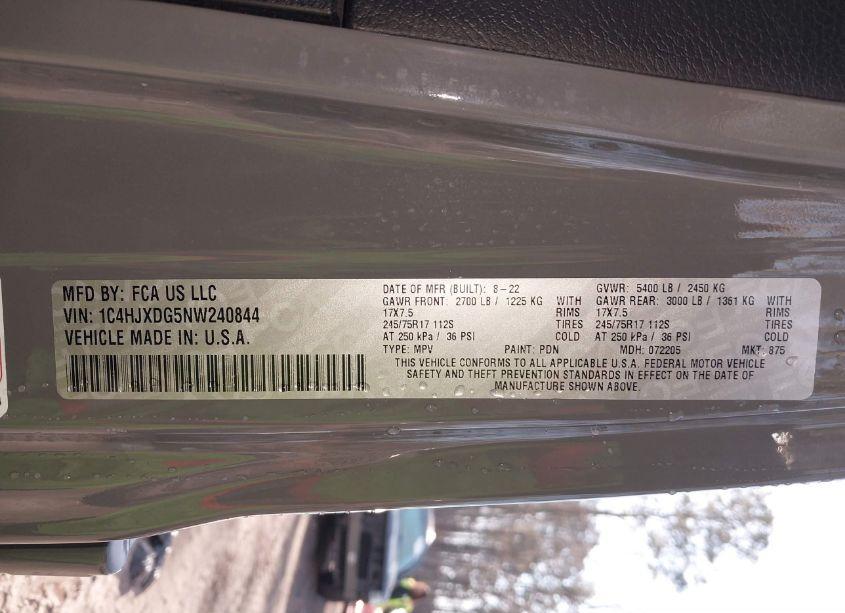 MFD BY: FCA US LLC
VIN: 1C4HJXDG5NW240844
VEHICLE MADE IN: U.S.A.
DATE OF MFR (BUILT): 8-22 GVWR: 5400 LB / 2450 KG
GAWR FRONT: 2700 LB / 1225 KG WITH GAWR REAR: 3000 LB / 1361 KG WITH
17X7.5 RIMS 17X7.5 RIMS
245/75R17 112S TIRES 245/75R17 112S TIRES
AT 250 kPa / 36 PSI COLD AT 250 kPa / 36 PSI COLD
TYPE: MPV PAINT: PDN MDH: 072205 MKT: 875
THIS VEHICLE CONFORMS TO ALL APPLICABLE U.S.A. FEDERAL MOTOR VEHICLE
SAFETY AND THEFT PREVENTION STANDARDS IN EFFECT ON THE DATE OF
MANUFACTURE SHOWN ABOVE.